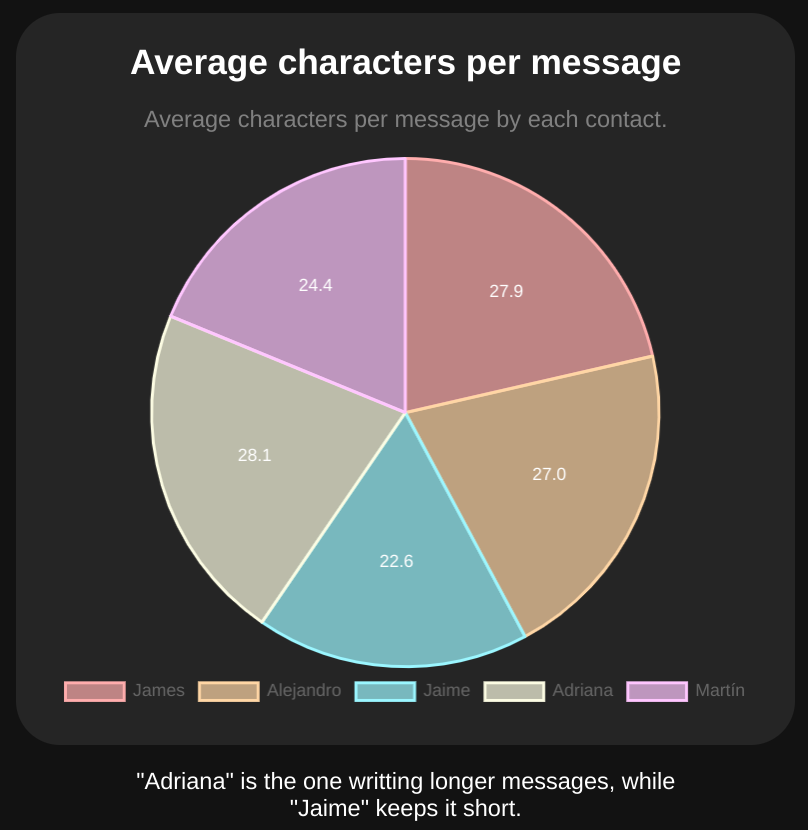 Average characters per message
Average characters per message by each contact.
24.4
27.9
28.1
27.0
22.6
James Alejandro Jaime Adriana Martín
"Adriana" is the one writting longer messages, while
"Jaime" keeps it short.